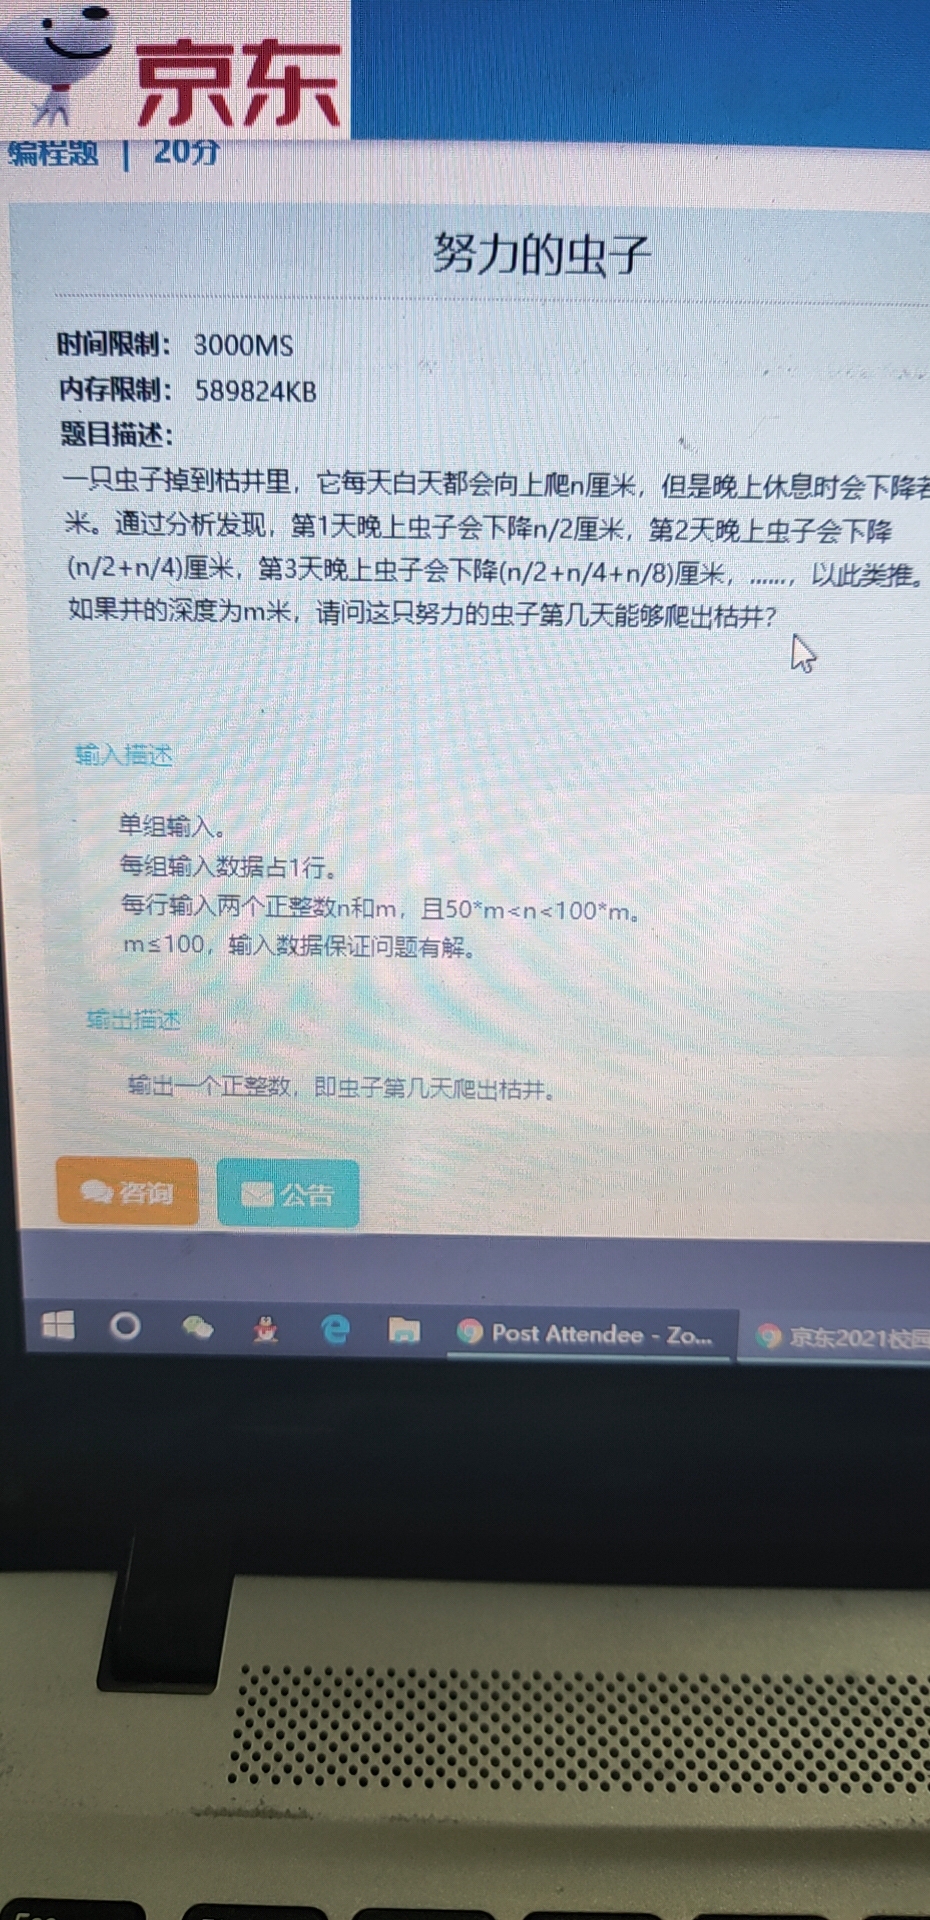 京东
编程题 | 20分
努力的虫子
时间限制： 3000MS
内存限制： 589824KB
题目描述：
一只虫子掉到枯井里，它每天白天都会向上爬n厘米，但是晚上休息时会下降若
米。通过分析发现，第1天晚上虫子会下降n/2厘米，第2天晚上虫子会下降
(n/2+n/4)厘米，第3天晚上虫子会下降(n/2+n/4+n/8)厘米，……，以此类推。
如果井的深度为m米，请问这只努力的虫子第几天能够爬出枯井？
输入描述
单组输入。
每组输入数据占1行。
每行输入两个正整数n和m，且50*m<n<100*m。
m≤100，输入数据保证问题有解。
输出描述
输出一个正整数，即虫子第几天爬出枯井。
咨询 公告
Post Attendee - Zo... 京东2021校园